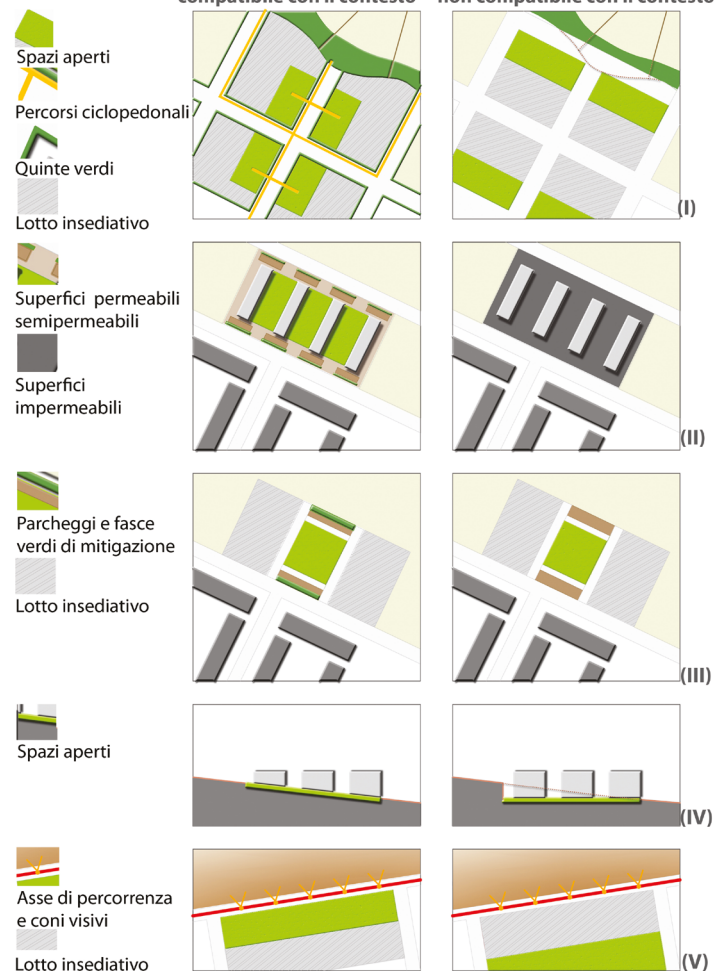 compatibile con il contesto
non compatibile con il contesto
Spazi aperti
Percorsi ciclopedonali
Quinte verdi
Lotto insediativo
(I)
Superfici permeabili
semipermeabili
Superfici
impermeabili
(II)
Parcheggi e fasce
verdi di mitigazione
Lotto insediativo
(III)
Spazi aperti
(IV)
Asse di percorrenza
e coni visivi
Lotto insediativo
(V)